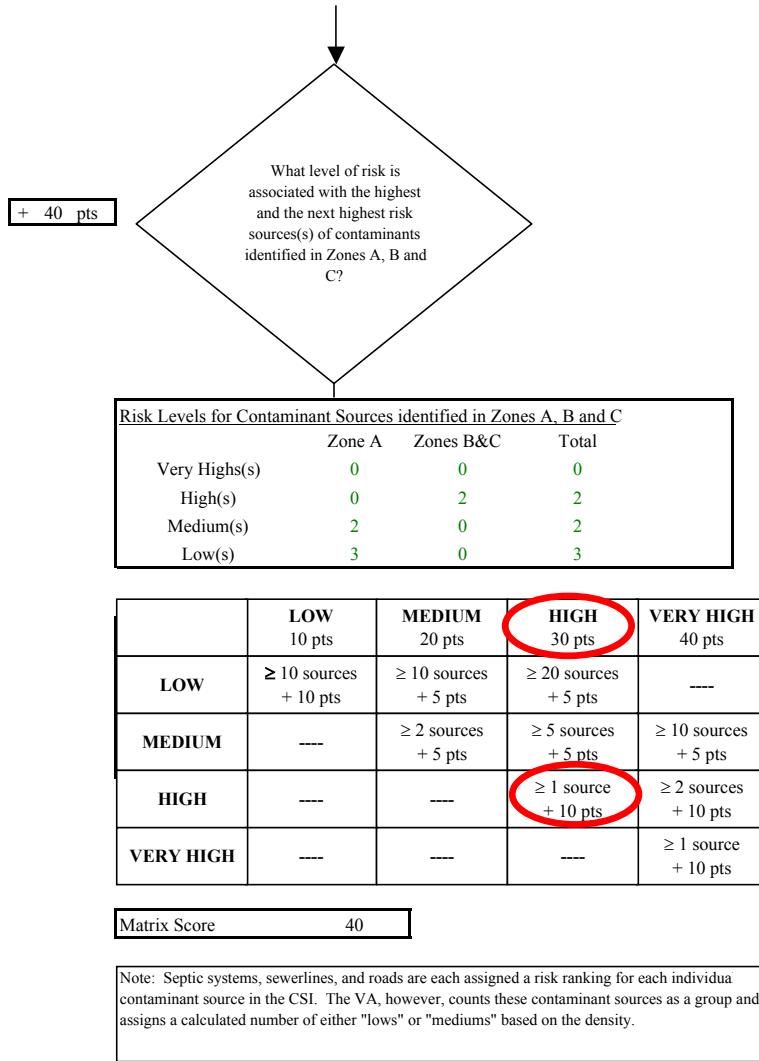 What level of risk is
associated with the highest
and the next highest risk
sources(s) of contaminants
identified in Zones A, B and
C?
+ 40 pts
Risk Levels for Contaminant Sources identified in Zones A, B and C
Zone A Zones B&C Total
Very Highs(s) 0 0 0
High(s) 0 2 2
Medium(s) 2 0 2
Low(s) 3 0 3
LOW MEDIUM HIGH VERY HIGH
10 pts 20 pts 30 pts 40 pts
LOW ≥ 10 sources ≥ 10 sources ≥ 20 sources ----
+ 10 pts + 5 pts + 5 pts
MEDIUM ---- ≥ 2 sources ≥ 5 sources ≥ 10 sources
+ 5 pts + 5 pts + 5 pts
HIGH ---- ---- ≥ 1 source ≥ 2 sources
+ 10 pts + 10 pts
VERY HIGH ---- ---- ---- ≥ 1 source
+ 10 pts
Matrix Score 40
Note: Septic systems, sewerlines, and roads are each assigned a risk ranking for each individua
contaminant source in the CSI. The VA, however, counts these contaminant sources as a group and
assigns a calculated number of either "lows" or "mediums" based on the density.